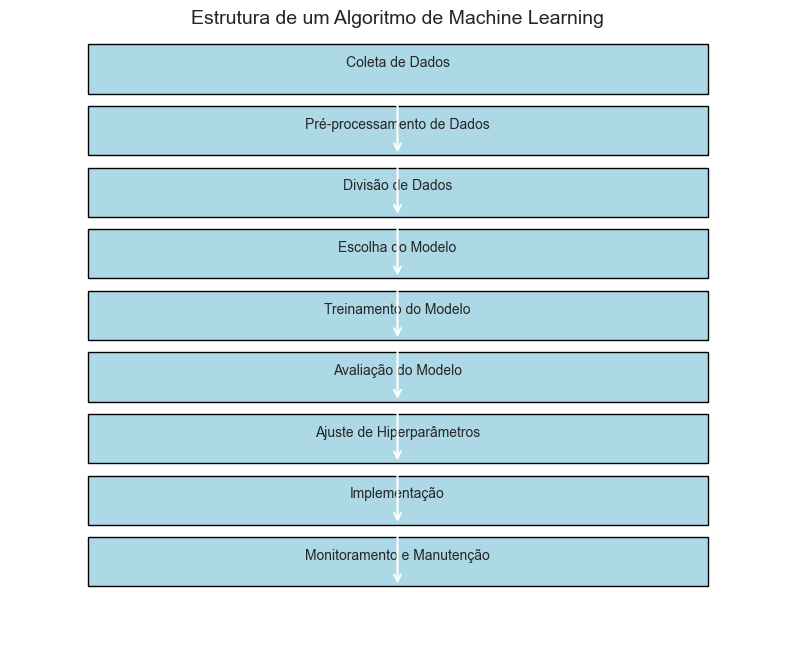 Estrutura de um Algoritmo de Machine Learning
Coleta de Dados
Pré-processamento de Dados
Divisão de Dados
Escolha do Modelo
Treinamento do Modelo
Avaliação do Modelo
Ajuste de Hiperparâmetros
Implementação
Monitoramento e Manutenção